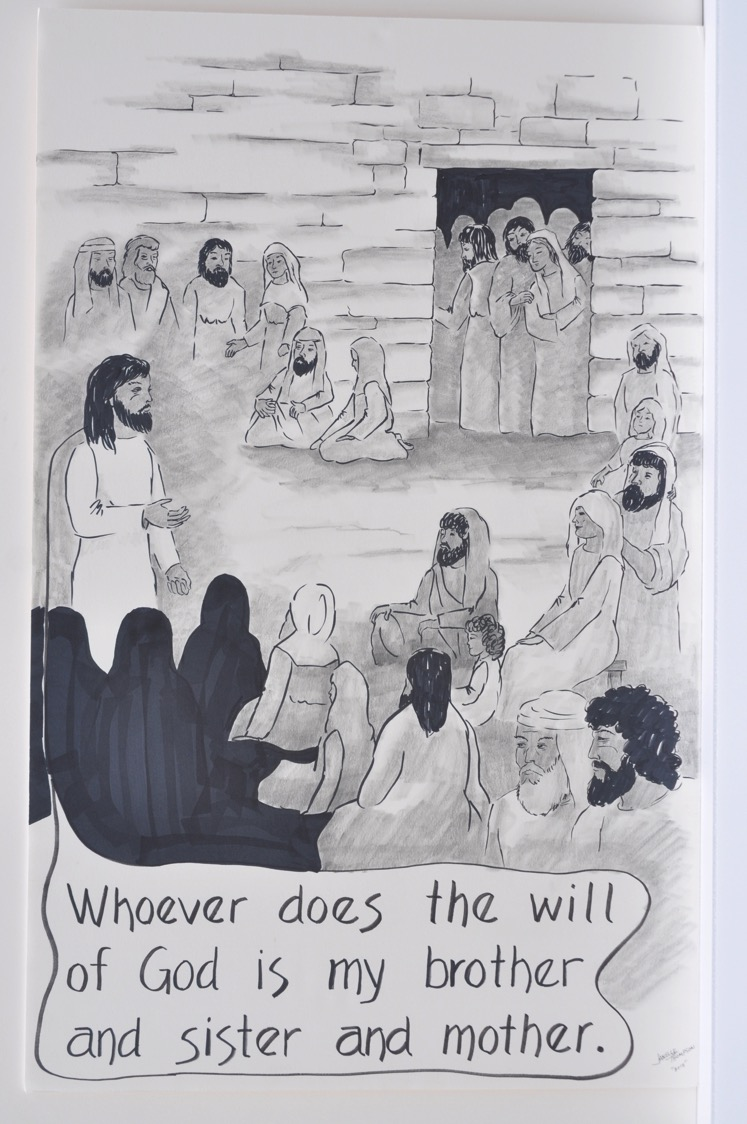 Whoever does the will
of God is my brother
and sister and mother.